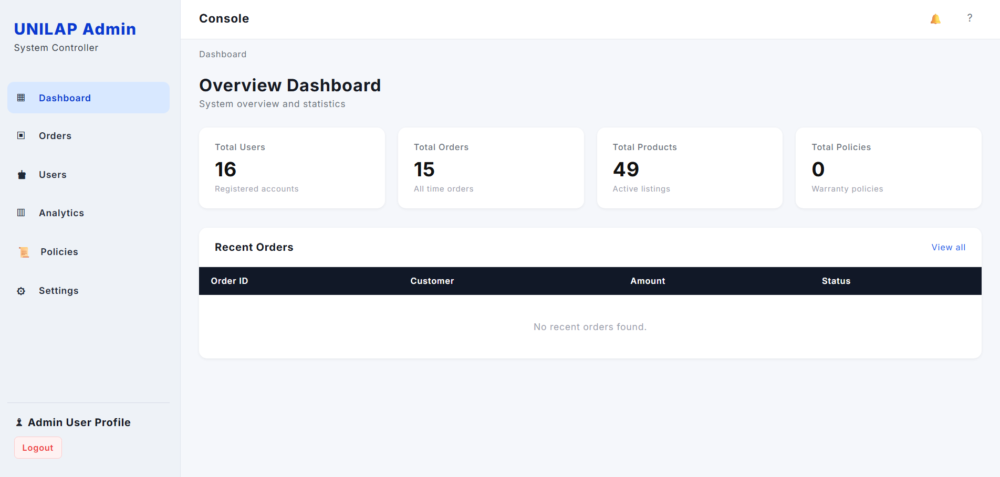 UNILAP Admin
System Controller
Dashboard
Orders
Users
Analytics
Policies
Settings
Admin User Profile
Logout
Console
?
Dashboard
Overview Dashboard
System overview and statistics
Total Users
16
Registered accounts
Total Orders
15
All time orders
Total Products
49
Active listings
Total Policies
0
Warranty policies
Recent Orders
View all
Order ID Customer Amount Status
No recent orders found.